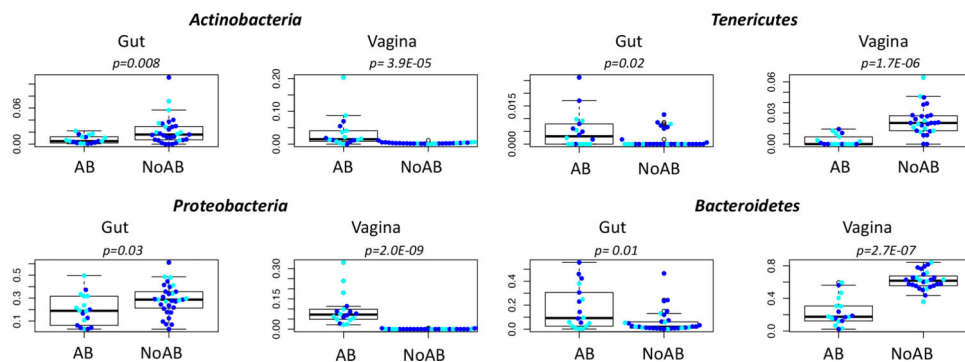 Actinobacteria
Tenericutes
Gut
Vagina
Gut
Vagina
p=0.008
p= 3.9E-05
p=0.02
p=1.7E-06
0.00 0.06
0.00 0.10 0.20
0.000 0.015
0.00 0.03 0.06
AB NoAB
AB NoAB
AB NoAB
AB NoAB
Proteobacteria
Bacteroidetes
Gut
Vagina
Gut
Vagina
p=0.03
p=2.0E-09
p= 0.01
p=2.7E-07
0.1 0.3 0.5
0.00 0.15 0.30
0.0 0.2 0.4
0.0 0.4 0.8
AB NoAB
AB NoAB
AB NoAB
AB NoAB